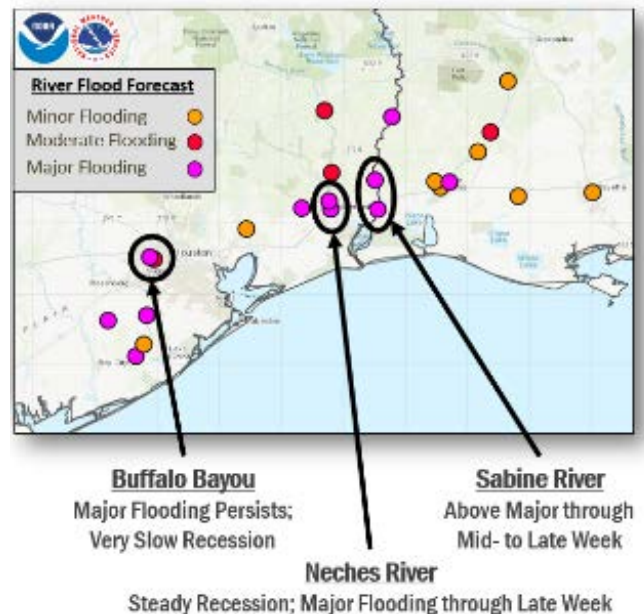 River Flood Forecast
Minor Flooding
Moderate Flooding
Major Flooding
Houston
Buffalo Bayou
Major Flooding Persists;
Very Slow Recession
Sabine River
Above Major through
Mid- to Late Week
Neches River
Steady Recession; Major Flooding through Late Week